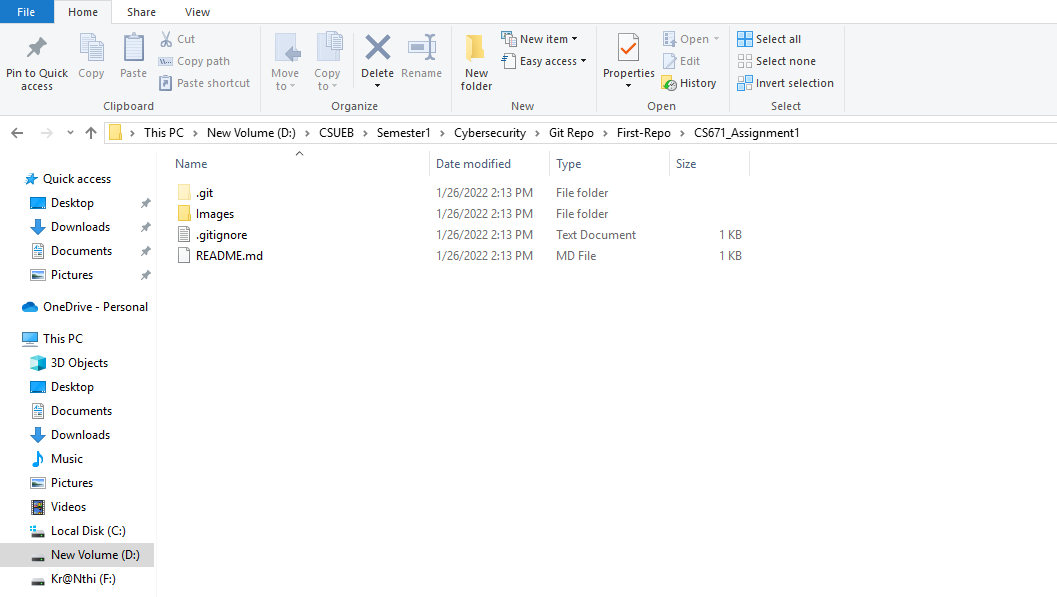 File Home Share View
Pin to Quick access
Copy
Paste
Cut
Copy path
Paste shortcut
Clipboard
Move to
Copy to
Delete
Rename
Organize
New folder
New item
Easy access
New
Properties
Open
Edit
History
Open
Select all
Select none
Invert selection
Select
This PC > New Volume (D:) > CSUEB > Semester1 > Cybersecurity > Git Repo > First-Repo > CS671_Assignment1
Quick access
Desktop
Downloads
Documents
Pictures
OneDrive - Personal
This PC
3D Objects
Desktop
Documents
Downloads
Music
Pictures
Videos
Local Disk (C:)
New Volume (D:)
Kr@Nthi (F:)
Name Date modified Type Size
.git 1/26/2022 2:13 PM File folder
Images 1/26/2022 2:13 PM File folder
.gitignore 1/26/2022 2:13 PM Text Document 1 KB
README.md 1/26/2022 2:13 PM MD File 1 KB